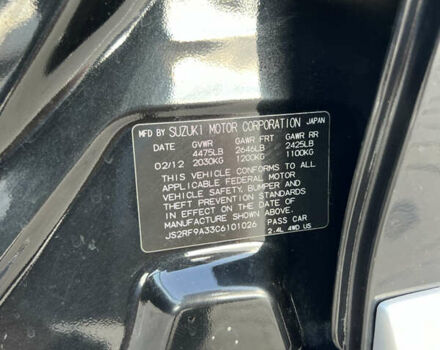 MFD BY SUZUKI MOTOR CORPORATION JAPAN
DATE GVWR GAWR FRT GAWR RR
4475LB 2646LB 2425LB
02/12 2030KG 1200KG 1100KG
THIS VEHICLE CONFORMS TO ALL
APPLICABLE FEDERAL MOTOR
VEHICLE SAFETY, BUMPER AND
THEFT PREVENTION STANDARDS
IN EFFECT ON THE DATE OF
MANUFACTURE SHOWN ABOVE.
JS2RF9A33C6101026 PASS CAR
2.4L 4WD US